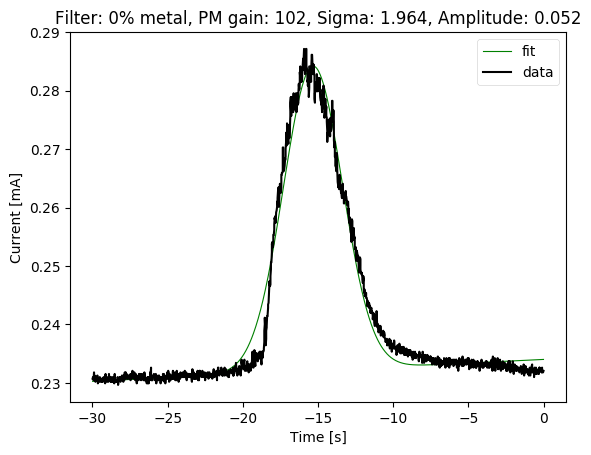 Filter: 0% metal, PM gain: 102, Sigma: 1.964, Amplitude: 0.052
fit
data
Current [mA]
0.29
0.28
0.27
0.26
0.25
0.24
0.23
−30
−25
−20
−15
−10
−5
0
Time [s]